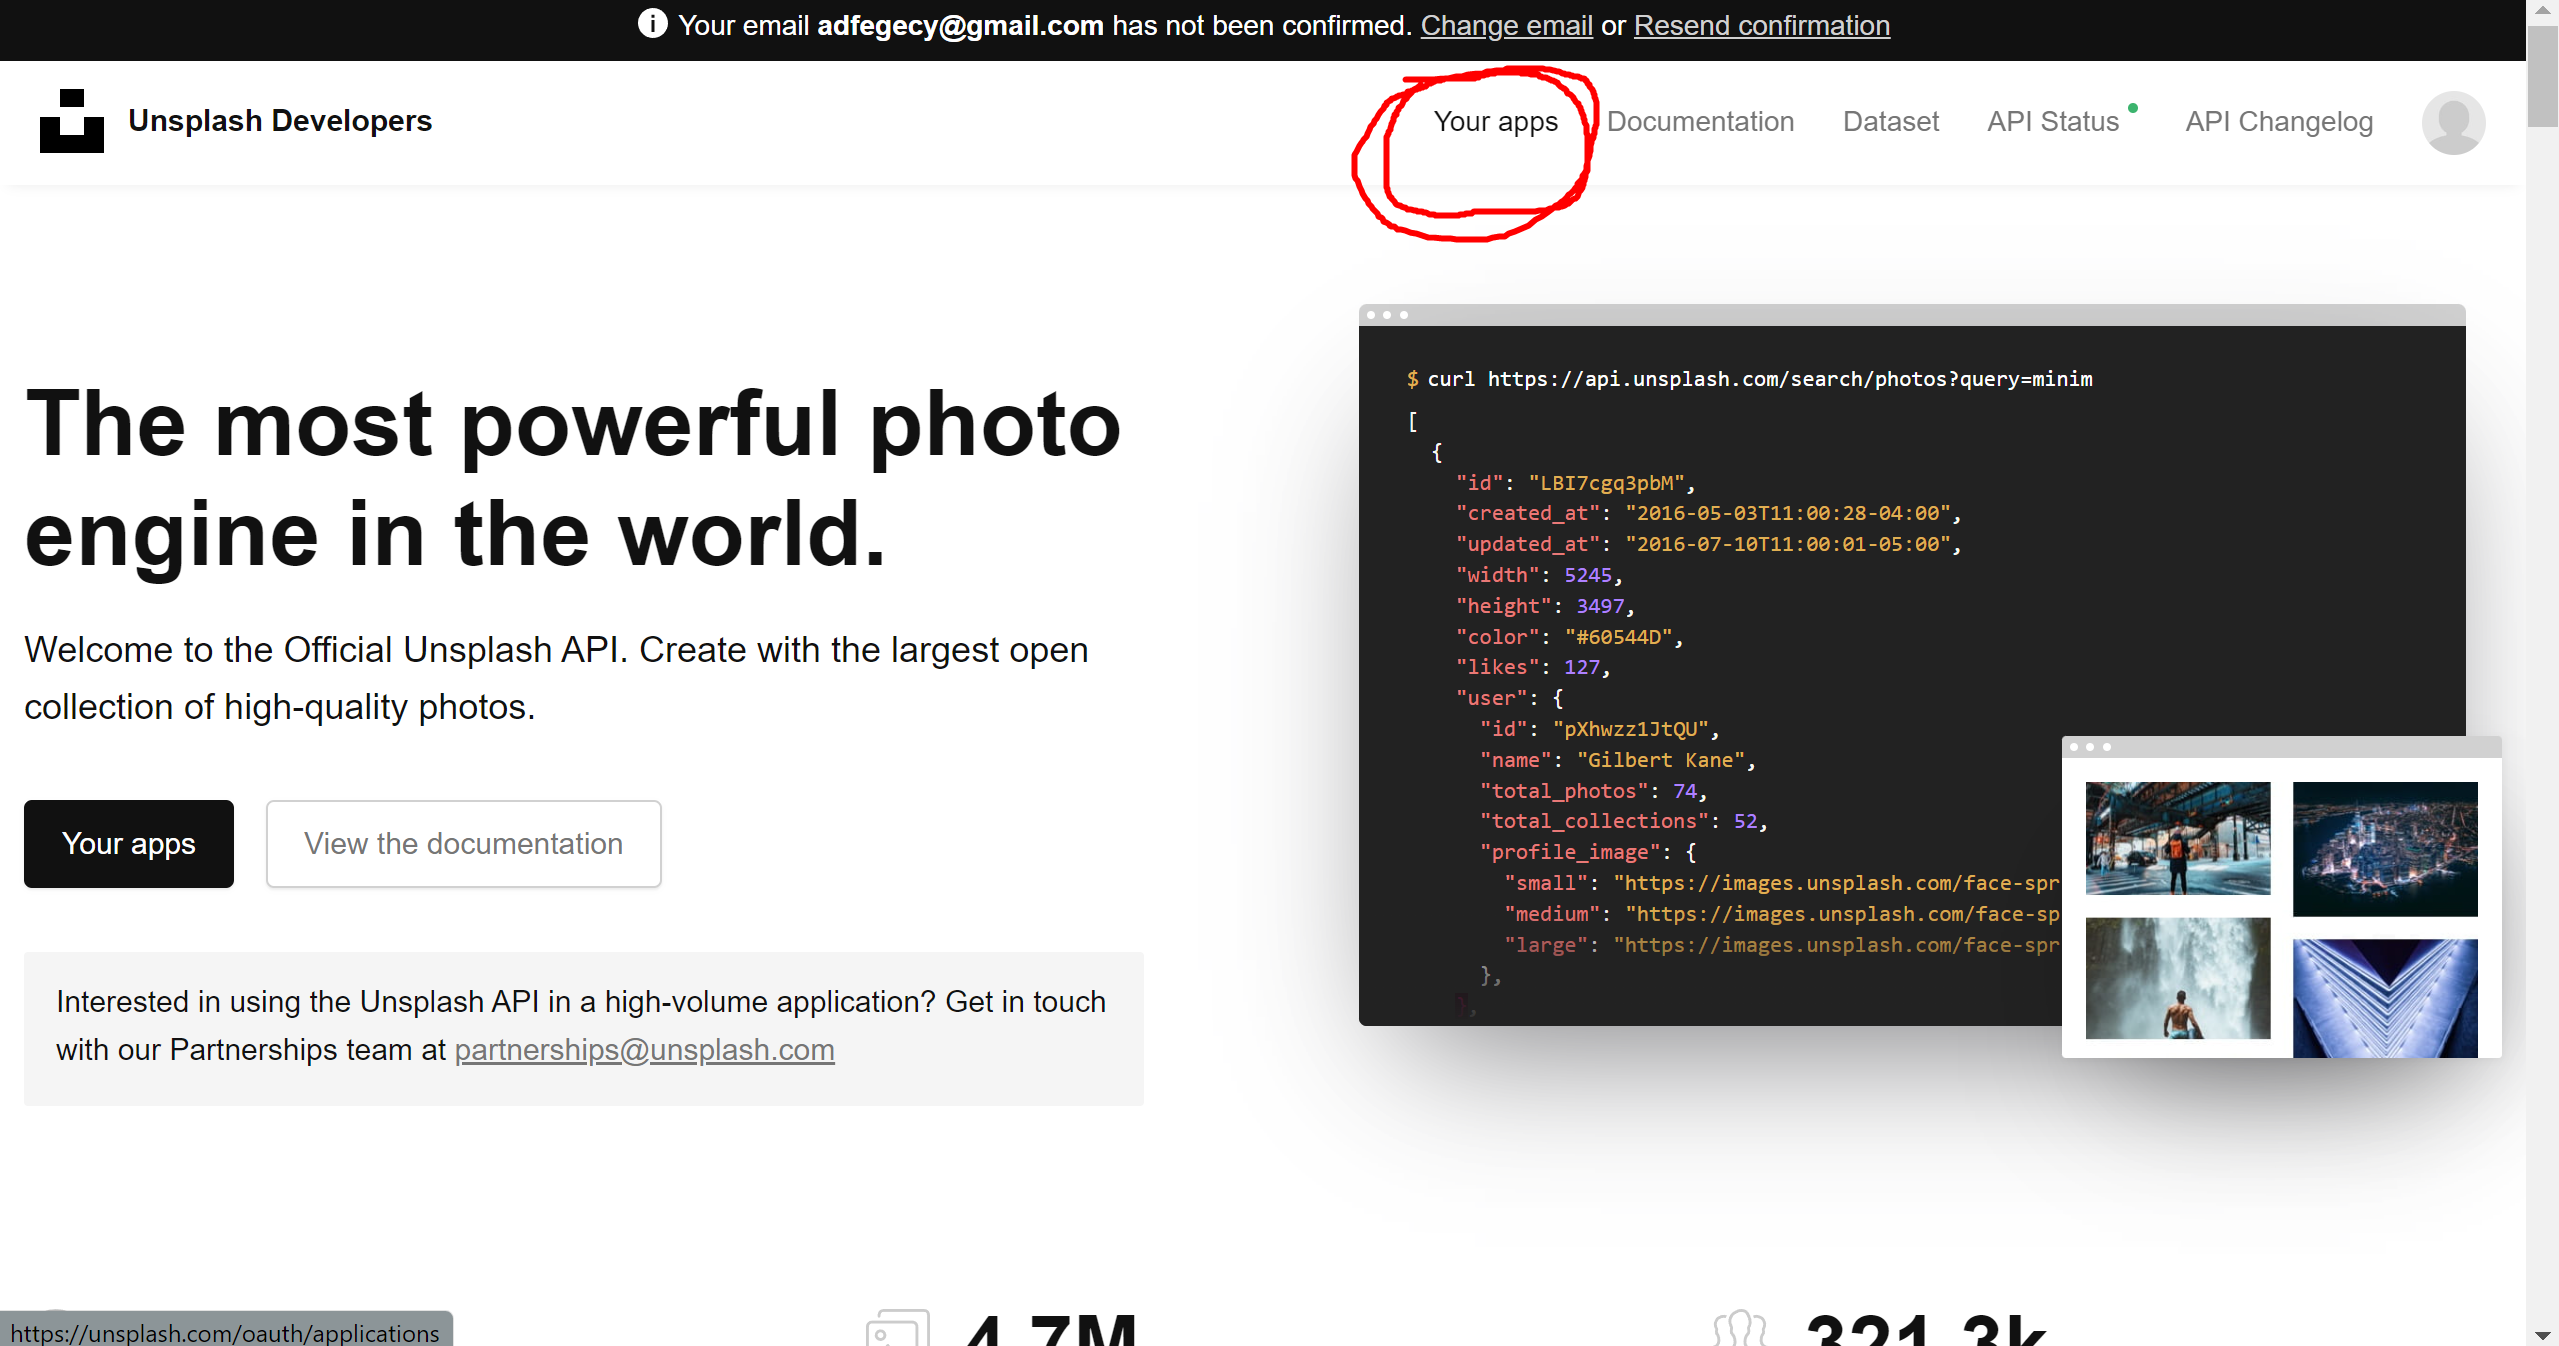 Your email adfegecy@gmail.com has not been confirmed. Change email or Resend confirmation
Unsplash Developers
Your apps
Documentation
Dataset
API Status
API Changelog
The most powerful photo
engine in the world.
Welcome to the Official Unsplash API. Create with the largest open
collection of high-quality photos.
Your apps
View the documentation
Interested in using the Unsplash API in a high-volume application? Get in touch
with our Partnerships team at partnerships@unsplash.com
$ curl https://api.unsplash.com/search/photos?query=minim
[
{
"id": "LBI7cgq3pbM",
"created_at": "2016-05-03T11:00:28-04:00",
"updated_at": "2016-07-10T11:00:01-05:00",
"width": 5245,
"height": 3497,
"color": "#60544D",
"likes": 127,
"user": {
"id": "pXhwzz1JtQU",
"name": "Gilbert Kane",
"total_photos": 74,
"total_collections": 52,
"profile_image": {
"small": "https://images.unsplash.com/face-spr
"medium": "https://images.unsplash.com/face-sp
"large": "https://images.unsplash.com/face-spr
},
},
4.7M
321.3k
https://unsplash.com/oauth/applications